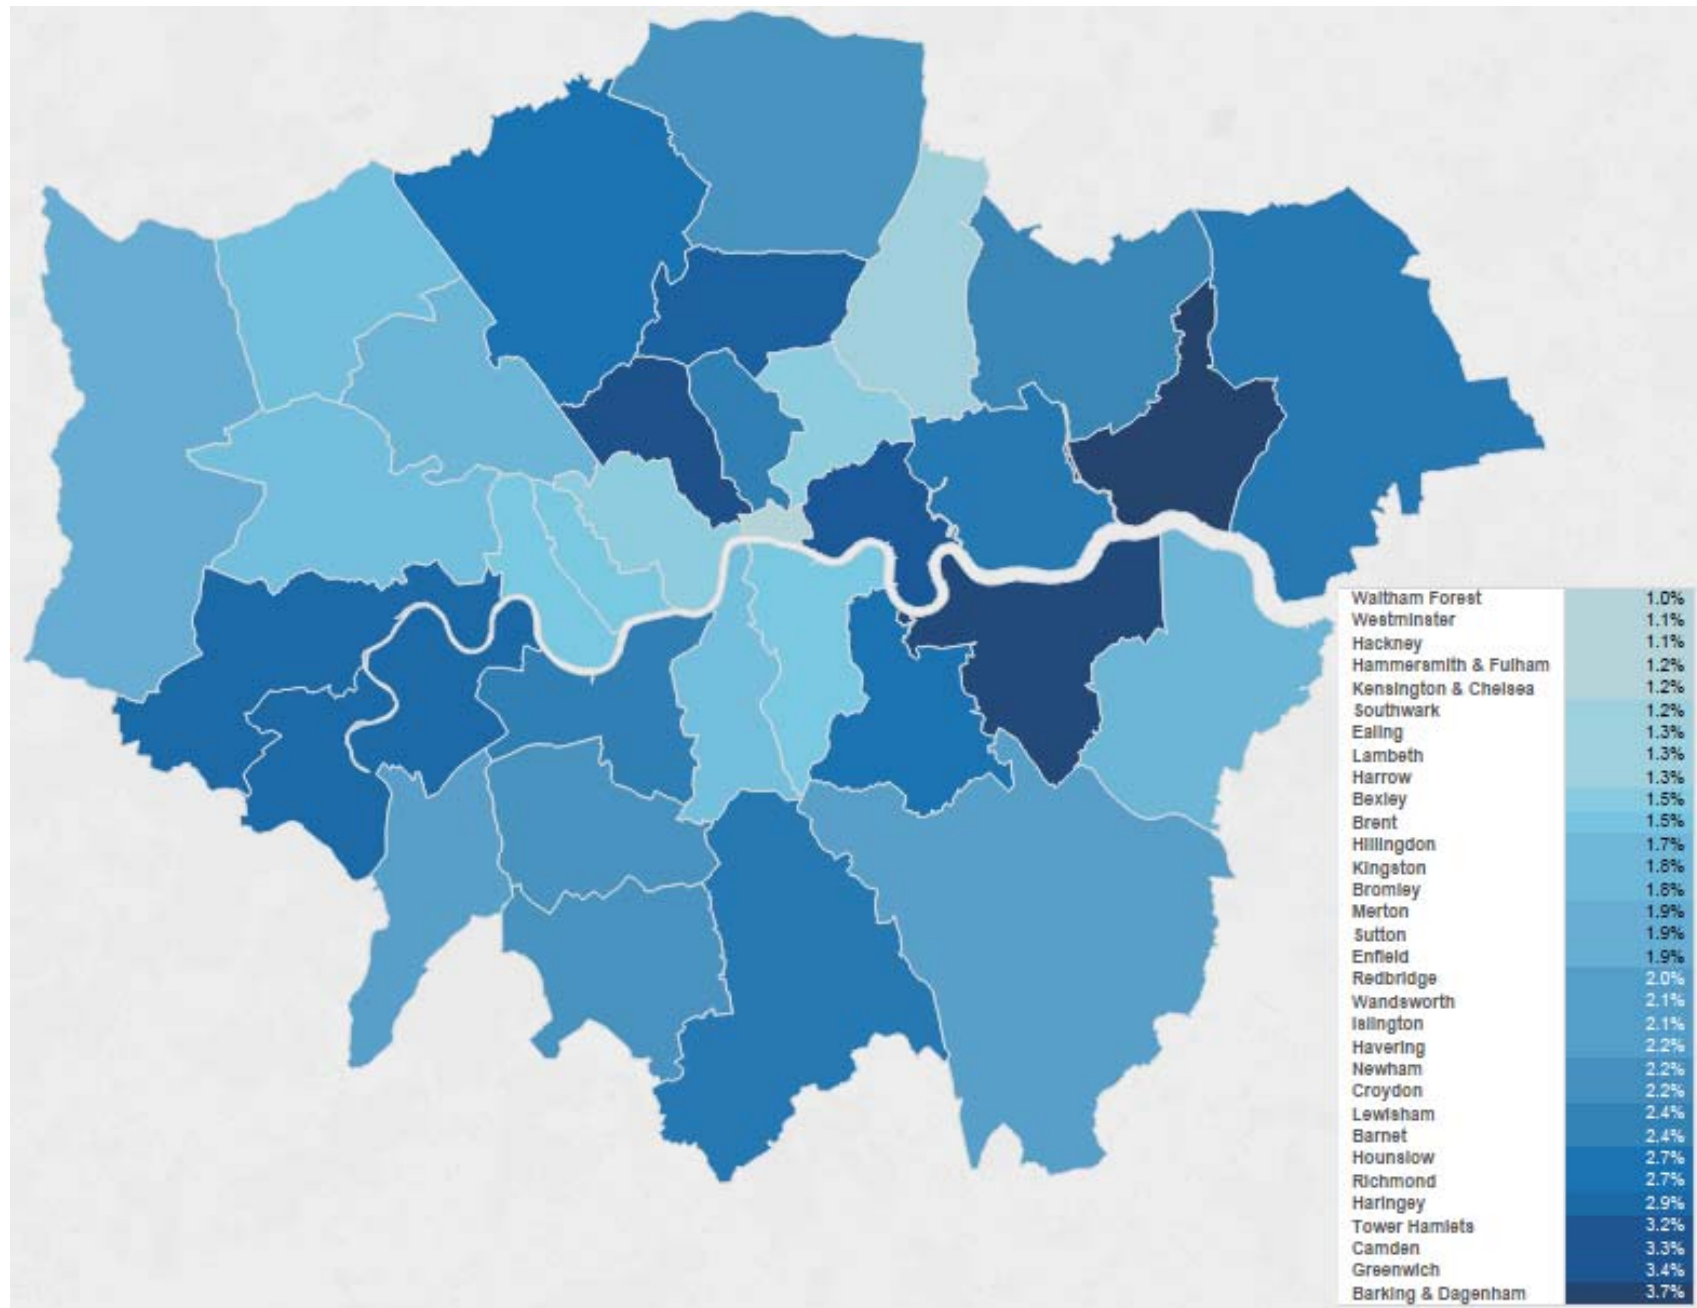 Waltham Forest 1.0%
Westminster 1.1%
Hackney 1.1%
Hammersmith & Fulham 1.2%
Kensington & Chelsea 1.2%
Southwark 1.2%
Ealing 1.3%
Lambeth 1.3%
Harrow 1.3%
Bexley 1.5%
Brent 1.5%
Hillingdon 1.7%
Kingston 1.8%
Bromley 1.8%
Merton 1.9%
Sutton 1.9%
Enfield 1.9%
Redbridge 2.0%
Wandsworth 2.1%
Islington 2.1%
Havering 2.2%
Newham 2.2%
Croydon 2.2%
Lewisham 2.4%
Barnet 2.4%
Hounslow 2.7%
Richmond 2.7%
Haringey 2.9%
Tower Hamlets 3.2%
Camden 3.3%
Greenwich 3.4%
Barking & Dagenham 3.7%